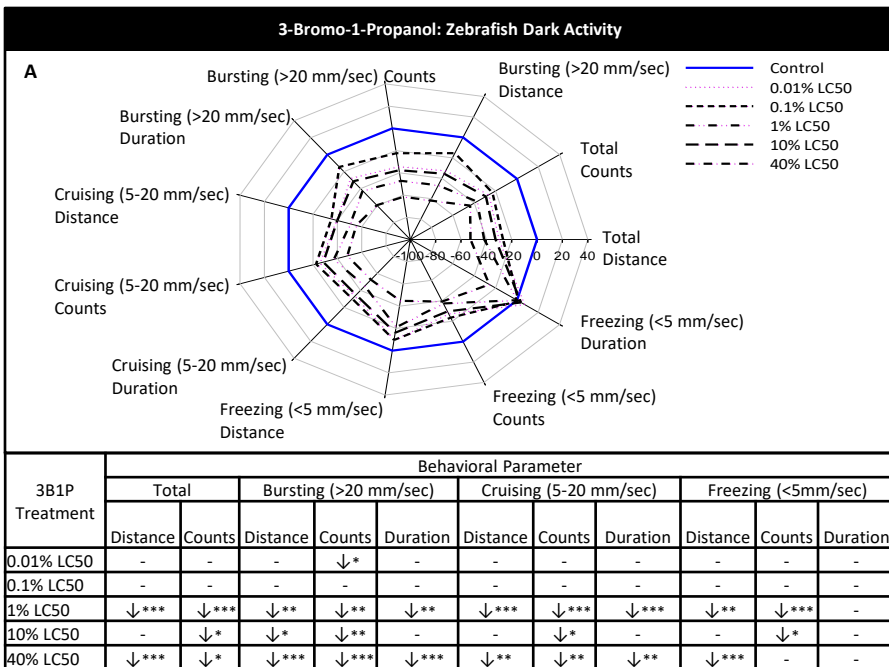 3-Bromo-1-Propanol: Zebrafish Dark Activity
A
Bursting (>20 mm/sec) Counts
Bursting (>20 mm/sec)
Distance
Bursting (>20 mm/sec)
Duration
Total
Counts
Cruising (5-20 mm/sec)
Distance
Total
Distance
Cruising (5-20 mm/sec)
Counts
Freezing (<5 mm/sec)
Duration
Cruising (5-20 mm/sec)
Duration
Freezing (<5 mm/sec)
Counts
Freezing (<5 mm/sec)
Distance
-100 -80 -60 -40 -20 0 20 40
Control
0.01% LC50
0.1% LC50
1% LC50
10% LC50
40% LC50
3B1P
Treatment
Behavioral Parameter
Total Bursting (>20 mm/sec) Cruising (5-20 mm/sec) Freezing (<5mm/sec)
Distance Counts Distance Counts Duration Distance Counts Duration Distance Counts Duration
0.01% LC50 - - - ↓* - - - - - - -
0.1% LC50 - - - - - - - - - - -
1% LC50 ↓*** ↓*** ↓** ↓** ↓** ↓*** ↓*** ↓*** ↓** ↓*** -
10% LC50 - ↓* ↓* ↓** - - ↓* - - ↓* -
40% LC50 ↓*** ↓* ↓*** ↓*** ↓*** ↓** ↓** ↓** ↓*** - -